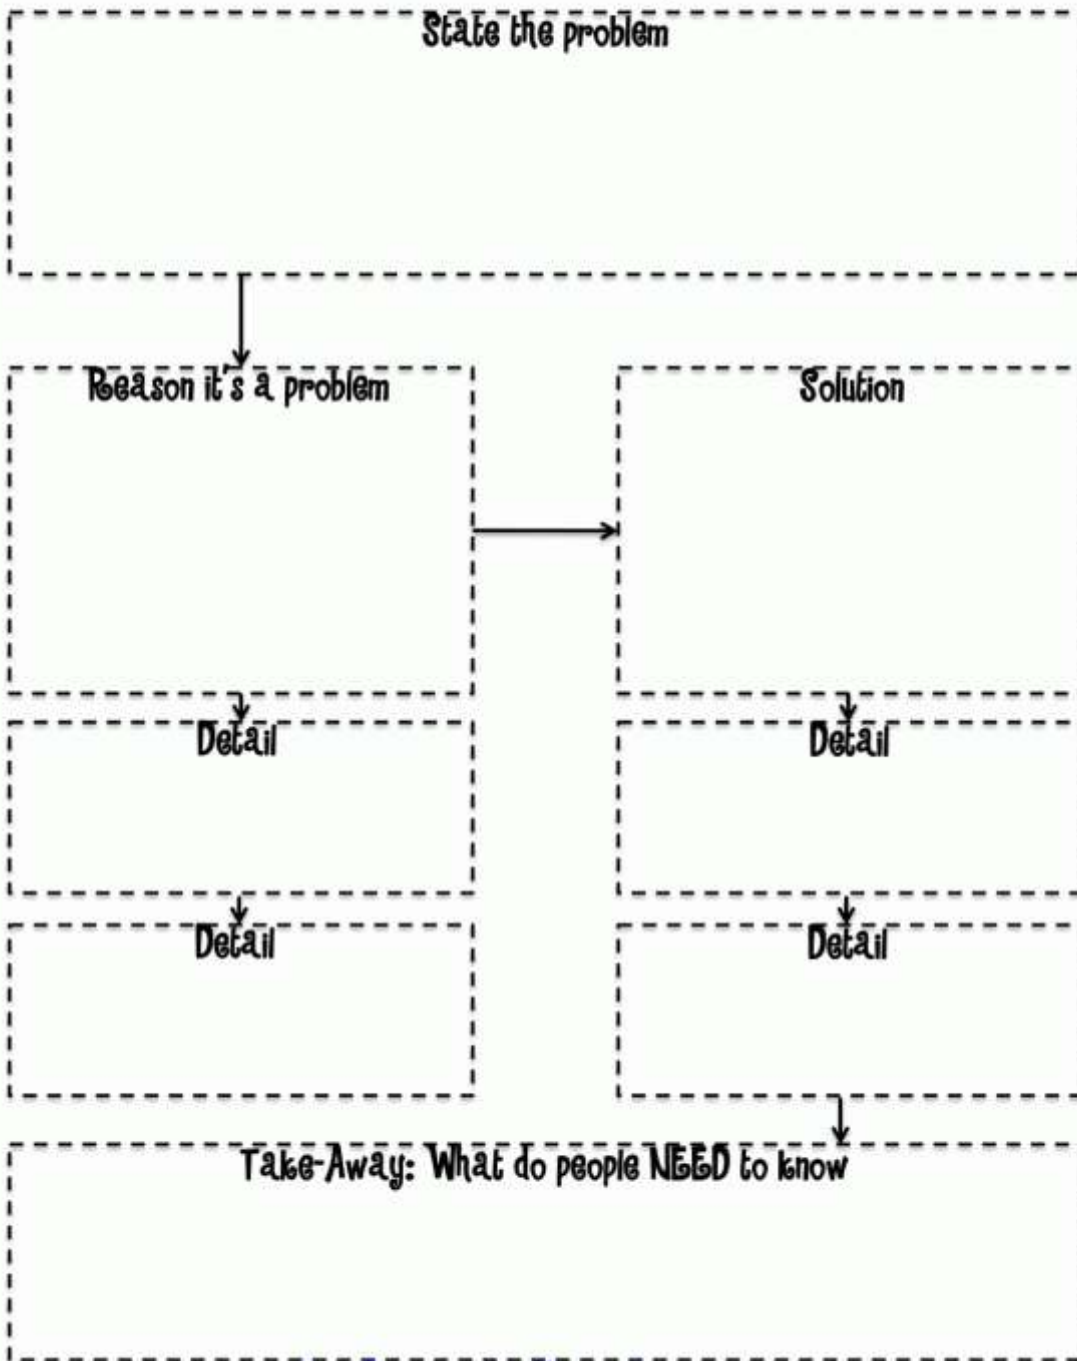 State the problem
Reason it's a problem
Solution
Detail
Detail
Detail
Detail
Take-Away: What do people NEED to know